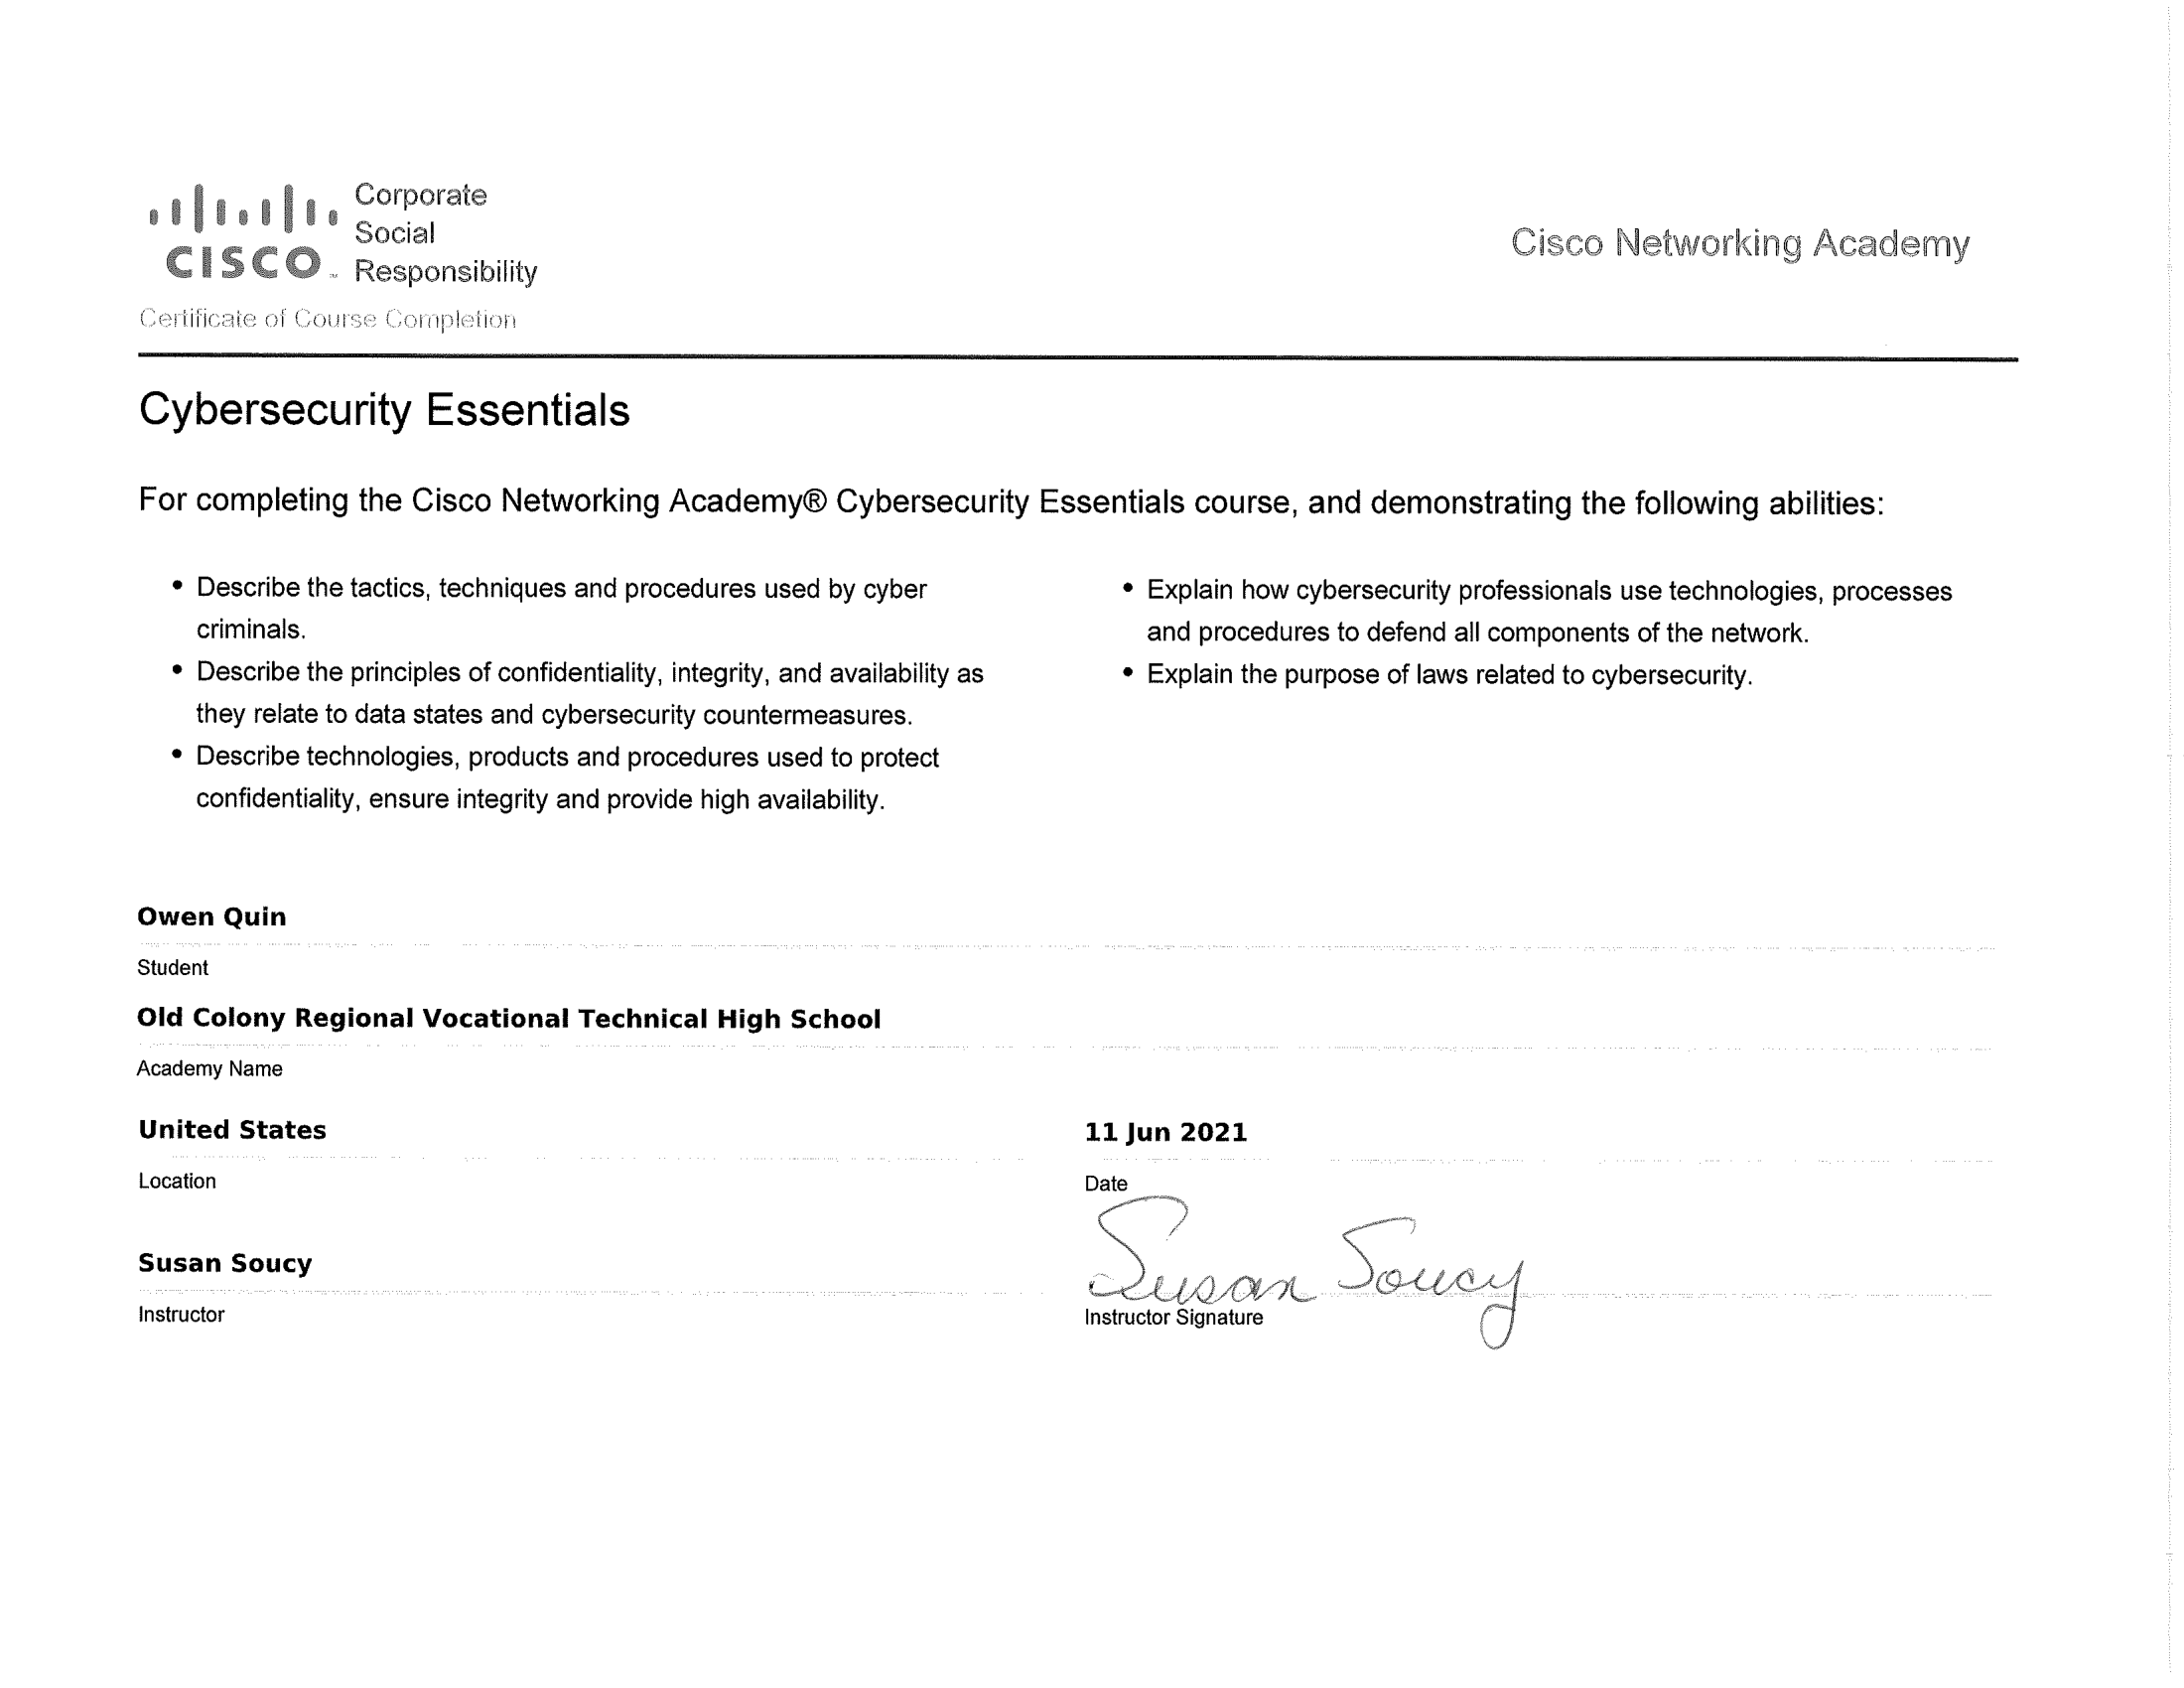 Corporate
Social
CISCO™ Responsibility
Cisco Networking Academy
Certificate of Course Completion
Cybersecurity Essentials
For completing the Cisco Networking Academy® Cybersecurity Essentials course, and demonstrating the following abilities:
• Describe the tactics, techniques and procedures used by cyber
criminals.
• Describe the principles of confidentiality, integrity, and availability as
they relate to data states and cybersecurity countermeasures.
• Describe technologies, products and procedures used to protect
confidentiality, ensure integrity and provide high availability.
• Explain how cybersecurity professionals use technologies, processes
and procedures to defend all components of the network.
• Explain the purpose of laws related to cybersecurity.
Owen Quin
Student
Old Colony Regional Vocational Technical High School
Academy Name
United States
Location
11 Jun 2021
Date
Susan Soucy
Instructor
Susan Soucy
Instructor Signature